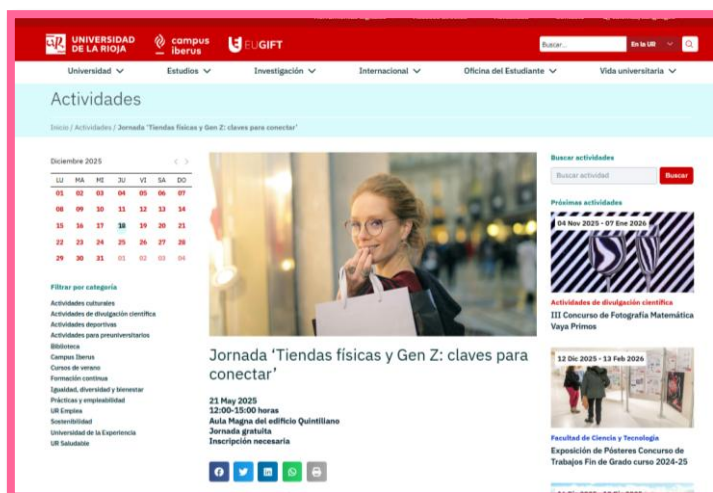 UNIVERSIDAD
DE LA RIOJA
campus
iberus
EUGIFT
Buscar...
En la UR
Universidad
Estudios
Investigación
Internacional
Oficina del Estudiante
Vida universitaria
Actividades
Inicio / Actividades / Jornada 'Tiendas físicas y Gen Z: claves para conectar'
Diciembre 2025
LU MA MI JU VI SA DO
01 02 03 04 05 06 07
08 09 10 11 12 13 14
15 16 17 18 19 20 21
22 23 24 25 26 27 28
29 30 31 01 02 03 04
Filtrar por categoría
Actividades culturales
Actividades de divulgación científica
Actividades deportivas
Actividades para preuniversitarios
Biblioteca
Campus Iberus
Cursos de verano
Formación continua
Igualdad, diversidad y bienestar
Prácticas y empleabilidad
UR Emplea
Sostenibilidad
Universidad de la Experiencia
UR Saludable
Jornada 'Tiendas físicas y Gen Z: claves para
conectar'
21 May 2025
12:00-15:00 horas
Aula Magna del edificio Quintiliano
Jornada gratuita
Inscripción necesaria
Buscar actividades
Buscar actividad
Buscar
Próximas actividades
04 Nov 2025 - 07 Ene 2026
Actividades de divulgación científica
III Concurso de Fotografía Matemática
Vaya Primos
12 Dic 2025 - 13 Feb 2026
Facultad de Ciencia y Tecnología
Exposición de Pósteres Concurso de
Trabajos Fin de Grado curso 2024-25